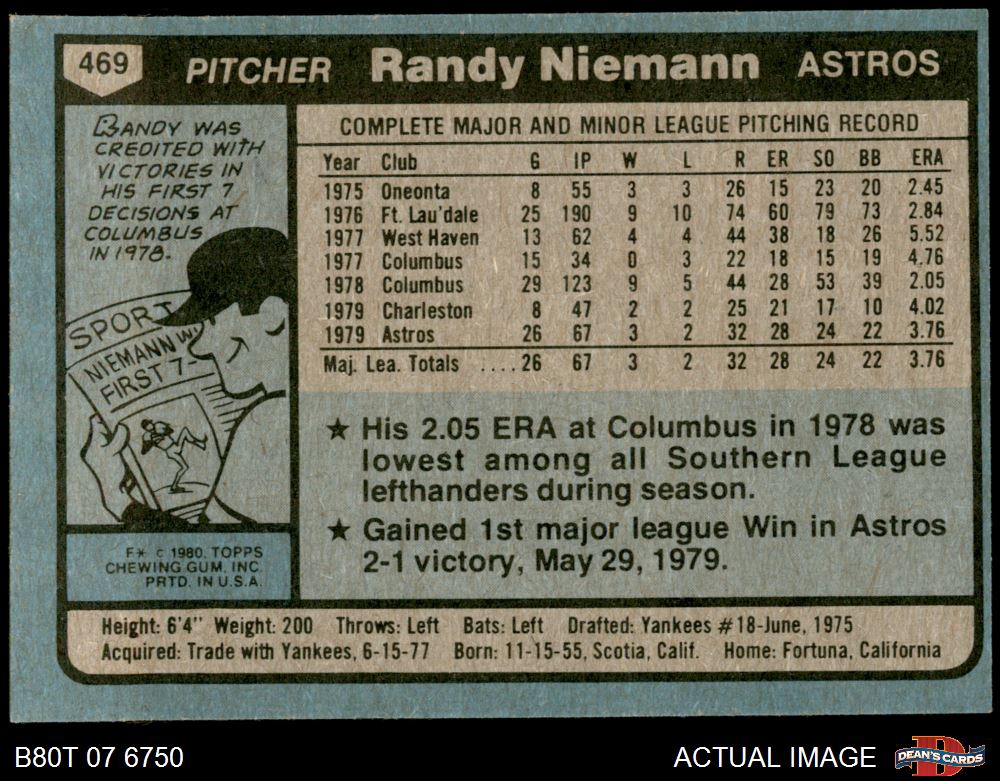 469 PITCHER Randy Niemann ASTROS
RANDY WAS
CREDITED WITH
VICTORIES IN
HIS FIRST 7
DECISIONS AT
COLUMBUS
IN 1978.
SPORT
NIEMANN W
FIRST 7-
F* © 1980, TOPPS
CHEWING GUM, INC.
PRTD. IN U.S.A.
COMPLETE MAJOR AND MINOR LEAGUE PITCHING RECORD
Year Club G IP W L R ER SO BB ERA
1975 Oneonta 8 55 3 3 26 15 23 20 2.45
1976 Ft. Lau'dale 25 190 9 10 74 60 79 73 2.84
1977 West Haven 13 62 4 4 44 38 18 26 5.52
1977 Columbus 15 34 0 3 22 18 15 19 4.76
1978 Columbus 29 123 9 5 44 28 53 39 2.05
1979 Charleston 8 47 2 2 25 21 17 10 4.02
1979 Astros 26 67 3 2 32 28 24 22 3.76
Maj. Lea. Totals ....26 67 3 2 32 28 24 22 3.76
★ His 2.05 ERA at Columbus in 1978 was
lowest among all Southern League
lefthanders during season.
★ Gained 1st major league Win in Astros
2-1 victory, May 29, 1979.
Height: 6'4" Weight: 200 Throws: Left Bats: Left Drafted: Yankees #18-June, 1975
Acquired: Trade with Yankees, 6-15-77 Born: 11-15-55, Scotia, Calif. Home: Fortuna, California
B80T 07 6750 ACTUAL IMAGE D DEAN'S CARDS